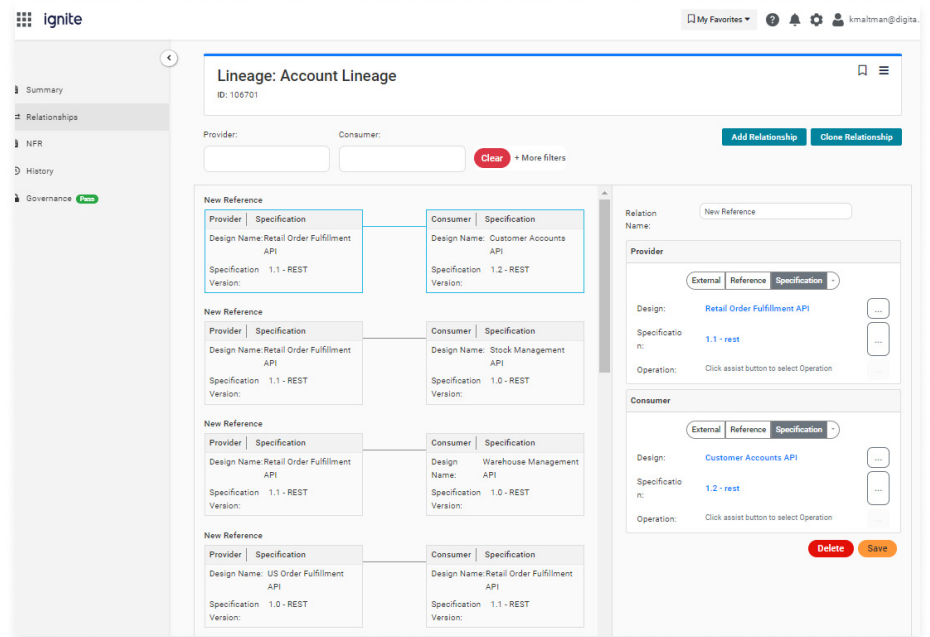 ignite
My Favorites
kmaltman@digita.
Summary
Relationships
NFR
History
Governance Pass
Lineage: Account Lineage
ID: 106701
Provider:
Consumer:
Clear
+ More filters
Add Relationship
Clone Relationship
New Reference
Provider Specification
Design Name: Retail Order Fulfillment
API
Specification 1.1 - REST
Version:
Consumer Specification
Design Name: Customer Accounts
API
Specification 1.2 - REST
Version:
New Reference
Provider Specification
Design Name: Retail Order Fulfillment
API
Specification 1.1 - REST
Version:
Consumer Specification
Design Name: Stock Management
API
Specification 1.0 - REST
Version:
New Reference
Provider Specification
Design Name: Retail Order Fulfillment
API
Specification 1.1 - REST
Version:
Consumer Specification
Design Warehouse Management
Name: API
Specification 1.0 - REST
Version:
New Reference
Provider Specification
Design Name: US Order Fulfillment
API
Specification 1.0 - REST
Version:
Consumer Specification
Design Name: Retail Order Fulfillment
API
Specification 1.1 - REST
Version:
Relation New Reference
Name:
Provider
External Reference Specification -
Design: Retail Order Fulfillment API ...
Specificatio
n: 1.1 - rest ...
Operation: Click assist button to select Operation ...
Consumer
External Reference Specification -
Design: Customer Accounts API ...
Specificatio
n: 1.2 - rest ...
Operation: Click assist button to select Operation ...
Delete Save